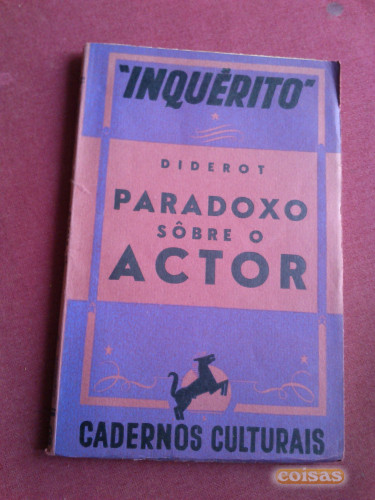 "INQUÉRITO"
DIDEROT
PARADOXO
SÔBRE O
ACTOR
CADERNOS CULTURAIS
coisas